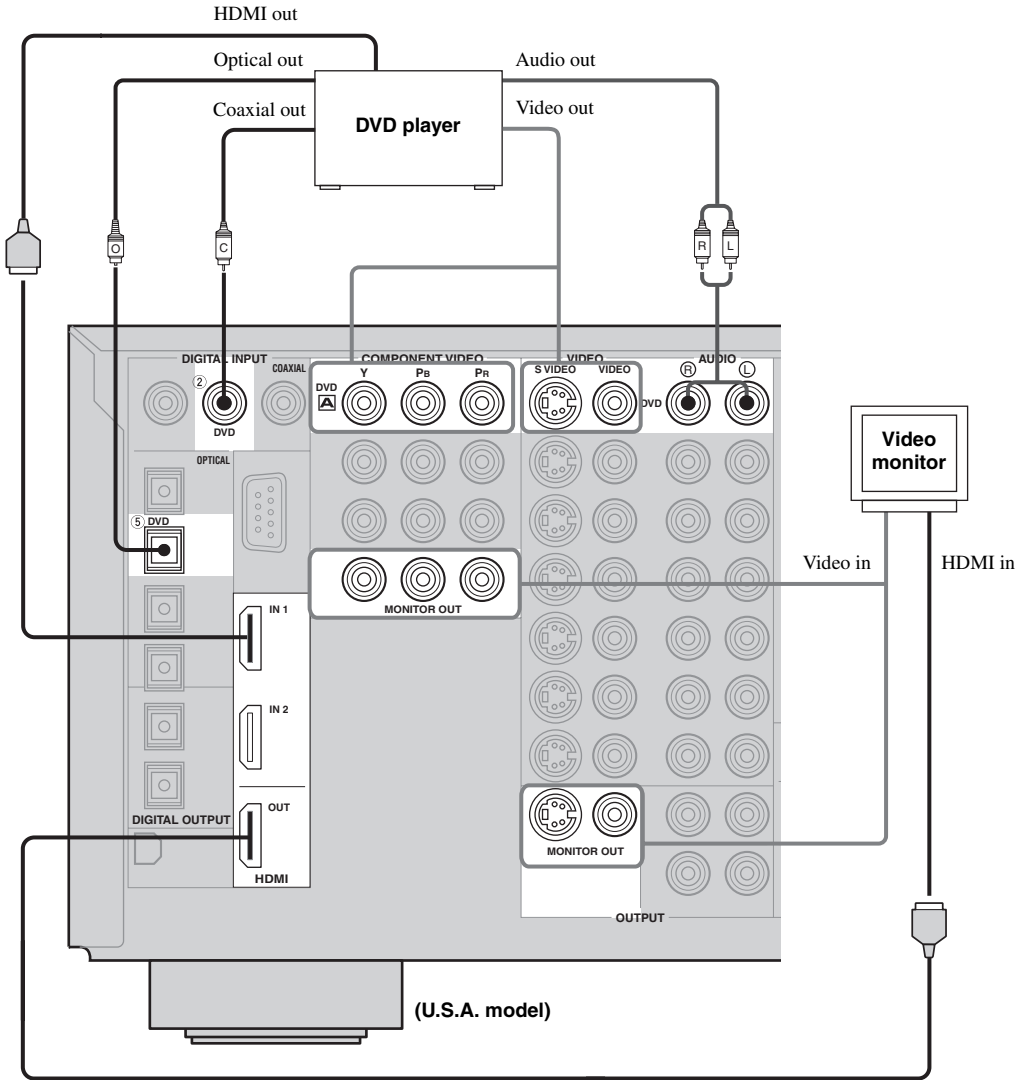 HDMI out
Optical out
Audio out
Coaxial out
Video out
DVD player
O
C
R
L
DIGITAL INPUT
COMPONENT VIDEO
VIDEO
AUDIO
COAXIAL
Y
PB
PR
S VIDEO
VIDEO
R
L
②
DVD
A
DVD
DVD
OPTICAL
⑤ DVD
Video monitor
Video in
HDMI in
MONITOR OUT
IN 1
IN 2
OUT
DIGITAL OUTPUT
MONITOR OUT
HDMI
OUTPUT
(U.S.A. model)